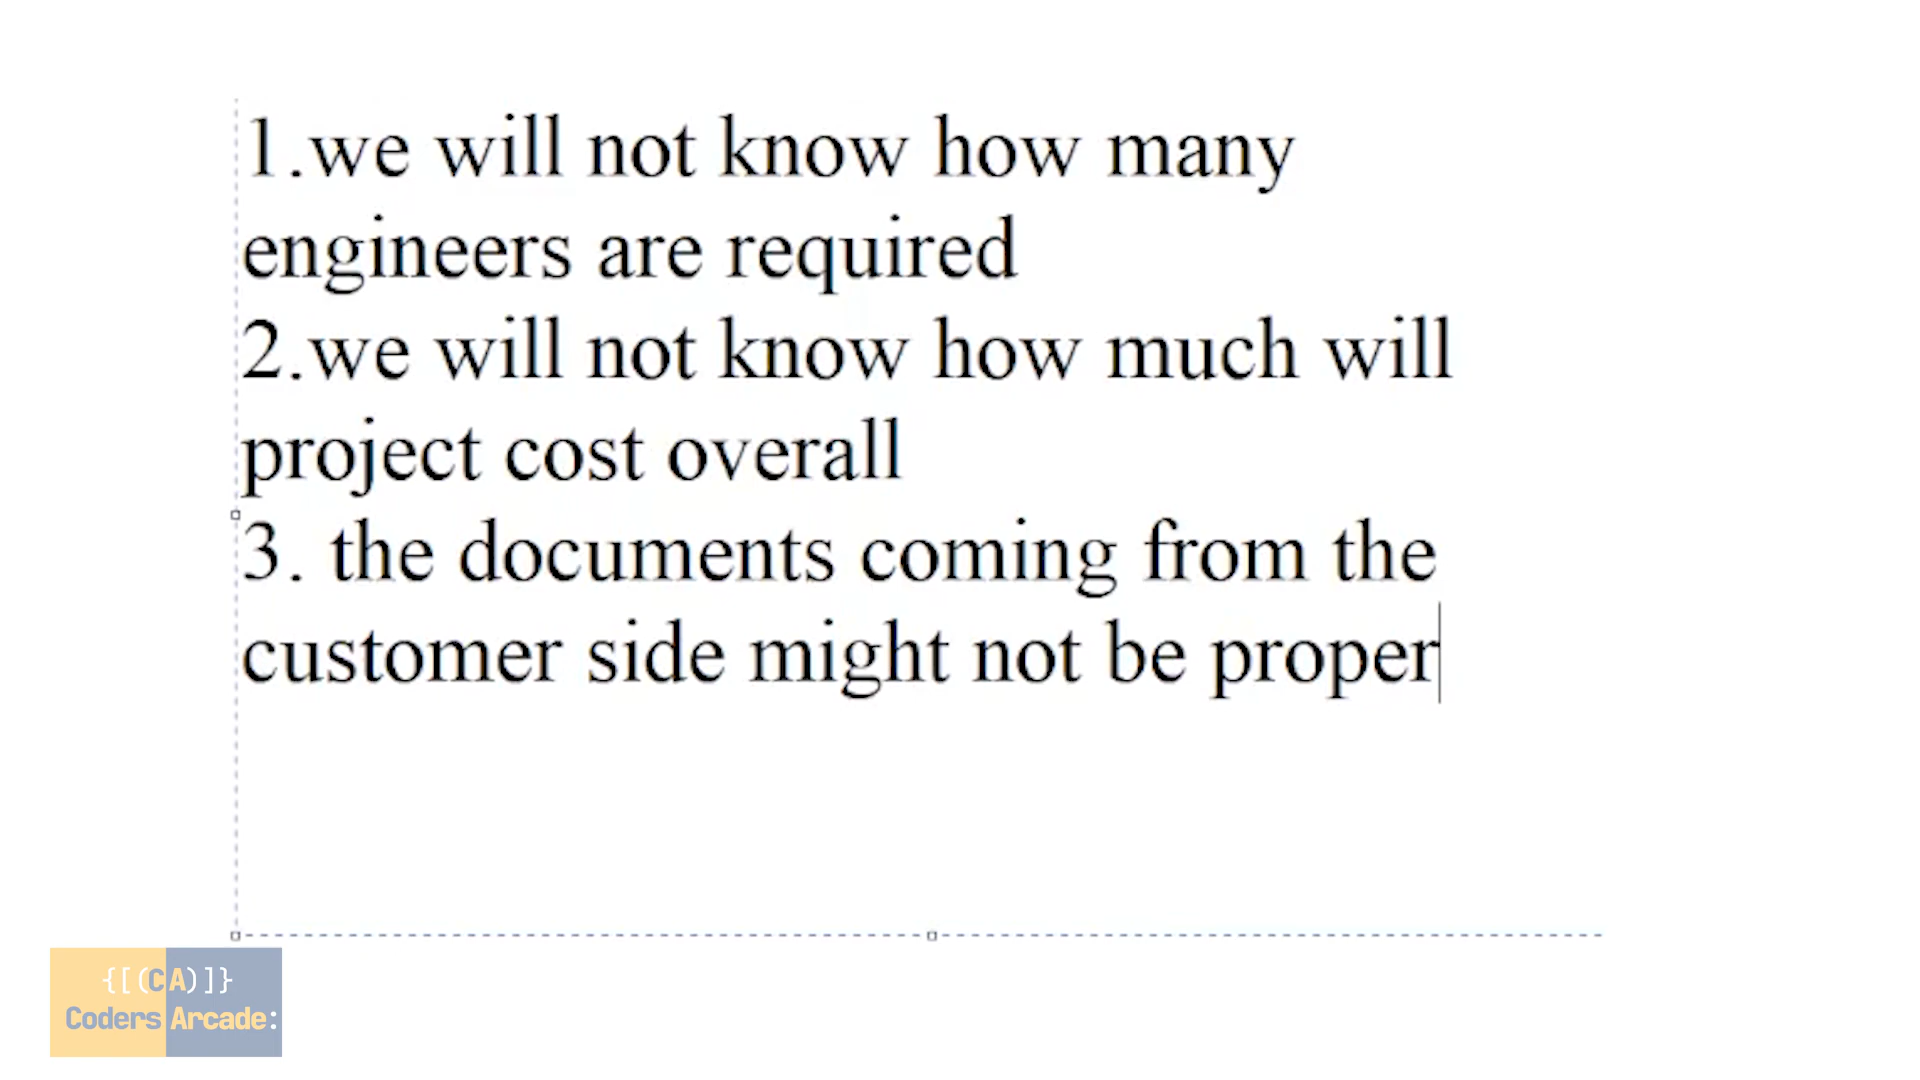 1.we will not know how many
engineers are required
2.we will not know how much will
project cost overall
3. the documents coming from the
customer side might not be proper
{[(CA)]}
Coders Arcade: